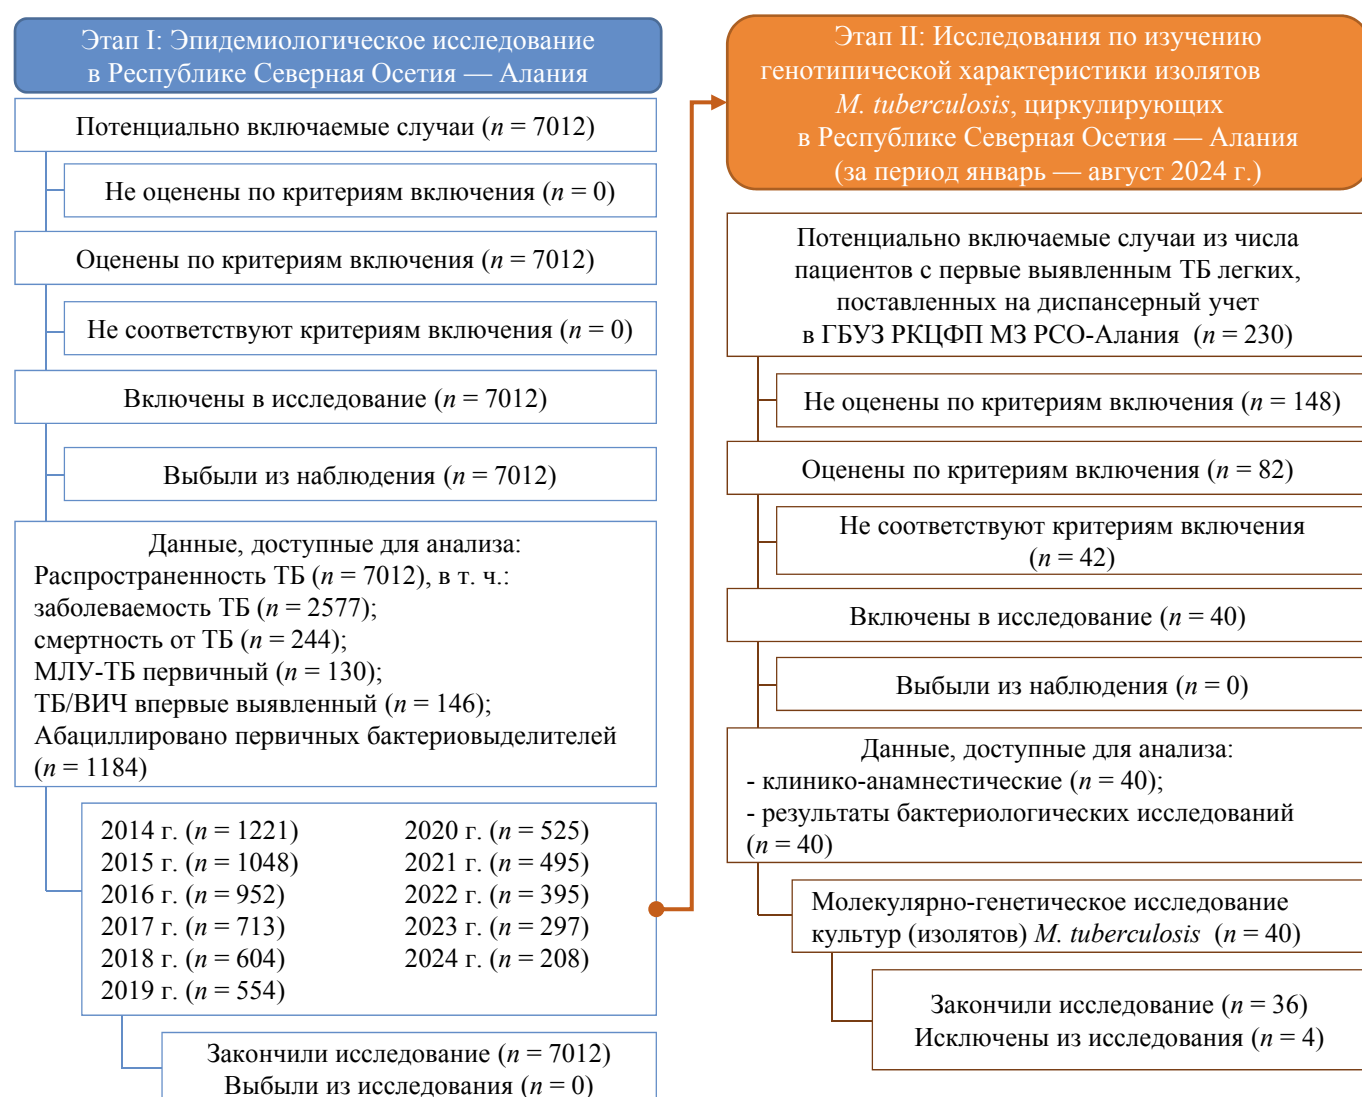 Этап I: Эпидемиологическое исследование
в Республике Северная Осетия — Алания
Потенциально включаемые случаи (n = 7012)
Не оценены по критериям включения (n = 0)
Оценены по критериям включения (n = 7012)
Не соответствуют критериям включения (n = 0)
Включены в исследование (n = 7012)
Выбыли из наблюдения (n = 7012)
Данные, доступные для анализа:
Распространенность ТБ (n = 7012), в т. ч.:
заболеваемость ТБ (n = 2577);
смертность от ТБ (n = 244);
МЛУ-ТБ первичный (n = 130);
ТБ/ВИЧ впервые выявленный (n = 146);
Абациллировано первичных бактериовыделителей
(n = 1184)
2014 г. (n = 1221)
2015 г. (n = 1048)
2016 г. (n = 952)
2017 г. (n = 713)
2018 г. (n = 604)
2019 г. (n = 554)
2020 г. (n = 525)
2021 г. (n = 495)
2022 г. (n = 395)
2023 г. (n = 297)
2024 г. (n = 208)
Закончили исследование (n = 7012)
Выбыли из исследования (n = 0)
Этап II: Исследования по изучению
генотипической характеристики изолятов
M. tuberculosis, циркулирующих
в Республике Северная Осетия — Алания
(за период январь — август 2024 г.)
Потенциально включаемые случаи из числа
пациентов с первые выявленным ТБ легких,
поставленных на диспансерный учет
в ГБУЗ РКЦФП МЗ РСО-Алания (n = 230)
Не оценены по критериям включения (n = 148)
Оценены по критериям включения (n = 82)
Не соответствуют критериям включения
(n = 42)
Включены в исследование (n = 40)
Выбыли из наблюдения (n = 0)
Данные, доступные для анализа:
- клинико-анамнестические (n = 40);
- результаты бактериологических исследований
(n = 40)
Молекулярно-генетическое исследование
культур (изолятов) M. tuberculosis (n = 40)
Закончили исследование (n = 36)
Исключены из исследования (n = 4)